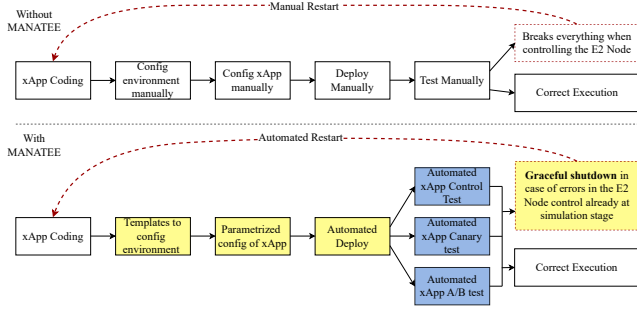 Without
MANATEE
Manual Restart
Breaks everything when
controlling the E2 Node
xApp Coding
Config
environment
manually
Config xApp
manually
Deploy
Manually
Test Manually
Correct Execution
With
MANATEE
Automated Restart
Automated
xApp Control
Test
Graceful shutdown in
case of errors in the E2
Node control already at
simulation stage
xApp Coding
Templates to
config
environment
Parametrized
config of xApp
Automated
Deploy
Automated
xApp Canary
test
Automated
xApp A/B test
Correct Execution